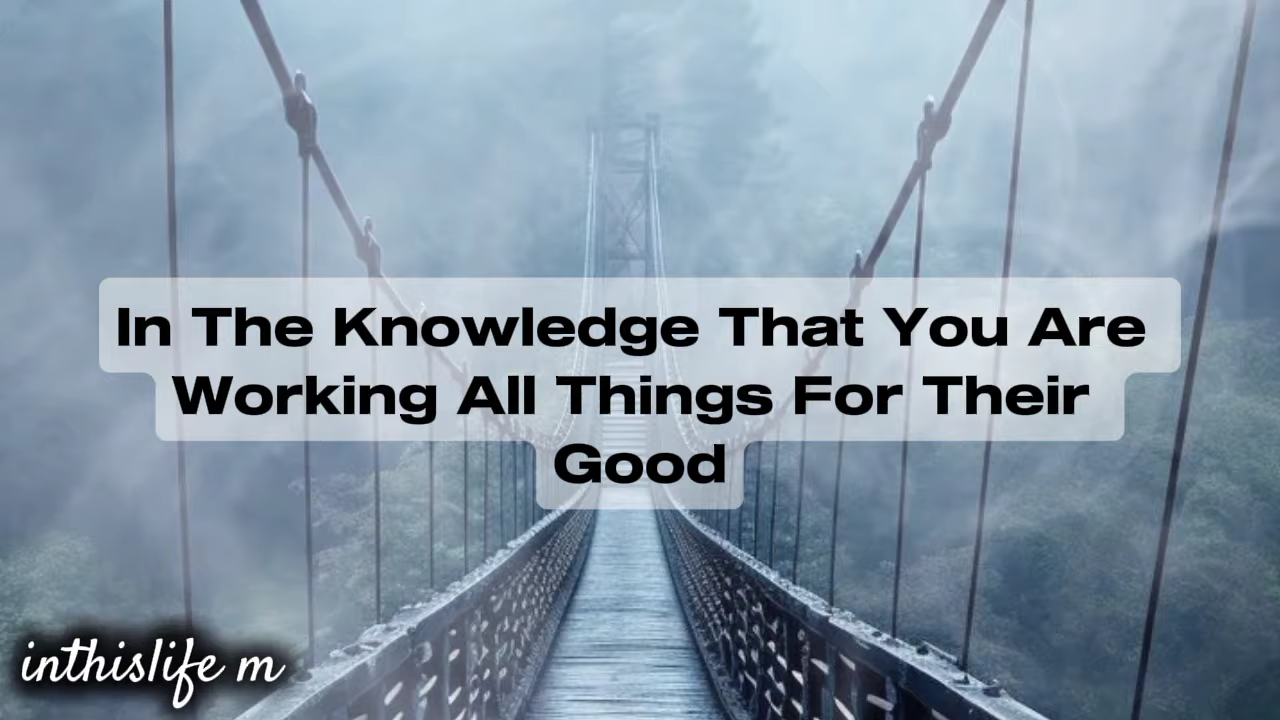 In The Knowledge That You Are
Working All Things For Their
Good
inthislife m